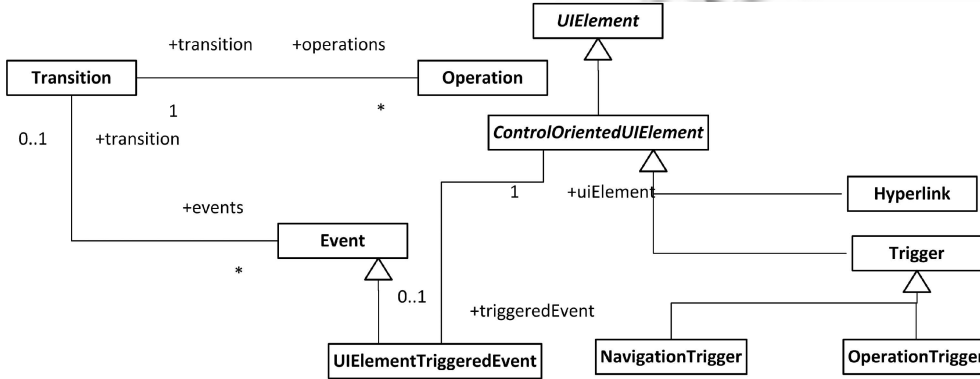 UIElement
+transition +operations
Transition
Operation
1 *
ControlOrientedUIElement
0..1 +transition
1 +uiElement
Hyperlink
+events
Event
Trigger
*
0..1
+triggeredEvent
UIElementTriggeredEvent
NavigationTrigger
OperationTrigger